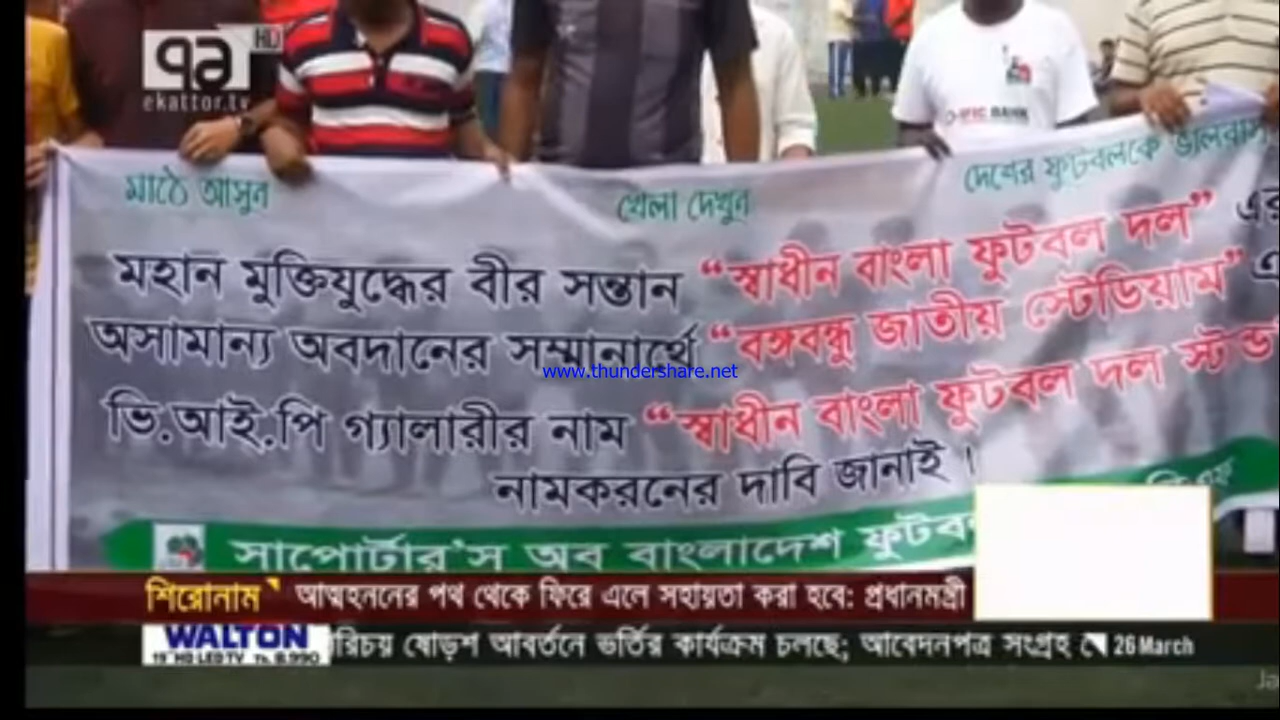 HD
৭১
ekattor.tv
IFIC BANK
মাঠে আসুন
খেলা দেখুন
দেশের ফুটবলকে ভালবাস
মহান মুক্তিযুদ্ধের বীর সন্তান “স্বাধীন বাংলা ফুটবল দল” এর
অসামান্য অবদানের সম্মানার্থে “বঙ্গবন্ধু জাতীয় স্টেডিয়াম” এ
www.thundershare.net
ভি.আই.পি গ্যালারীর নাম “স্বাধীন বাংলা ফুটবল দল
নামকরনের দাবি জানাই।
সাপোর্টার'স অব বাংলাদেশ
শিরোনাম আত্মহননের পথ থেকে ফিরে এলে সহায়তা করা হবে: প্রধানমন্ত্রী
WALTON
ষোড়শ আবর্তনে ভর্তির কার্যক্রম চলছে; আবেদনপত্র সংগ্রহ
26 March